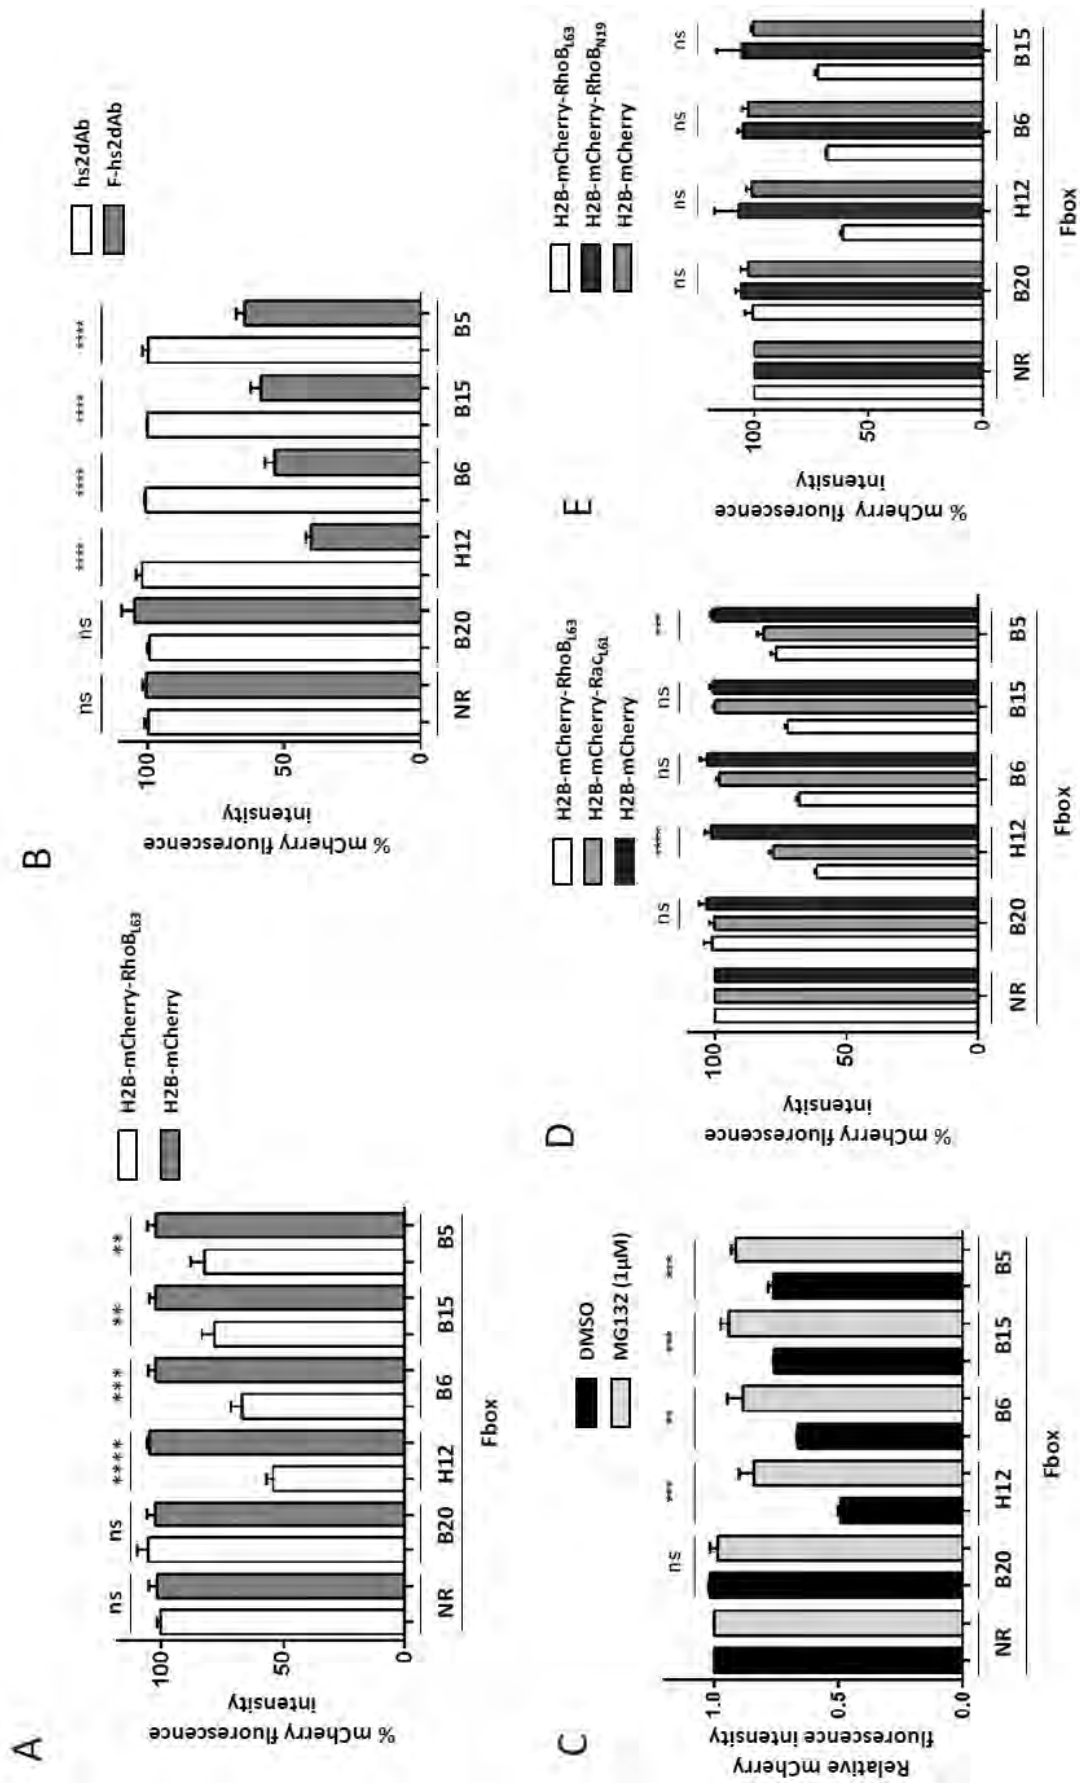 A
H2B-mCherry-RhoBL63
H2B-mCherry
% mCherry fluorescence
intensity
100
50
0
ns
ns
****
***
**
**
NR
B20
H12
B6
B15
B5
Fbox
B
hs2dAb
F-hs2dAb
% mCherry fluorescence
intensity
100
50
0
ns
ns
****
****
****
****
NR
B20
H12
B6
B15
B5
C
DMSO
MG132 (1µM)
Relative mCherry
fluorescence intensity
1.0
0.5
0.0
ns
***
**
***
***
NR
B20
H12
B6
B15
B5
Fbox
D
H2B-mCherry-RhoBL63
H2B-mCherry-RacL61
H2B-mCherry
% mCherry fluorescence
intensity
100
50
0
ns
****
ns
ns
***
NR
B20
H12
B6
B15
B5
Fbox
E
H2B-mCherry-RhoBL63
H2B-mCherry-RhoBN19
H2B-mCherry
% mCherry fluorescence
intensity
100
50
0
ns
ns
ns
ns
NR
B20
H12
B6
B15
Fbox